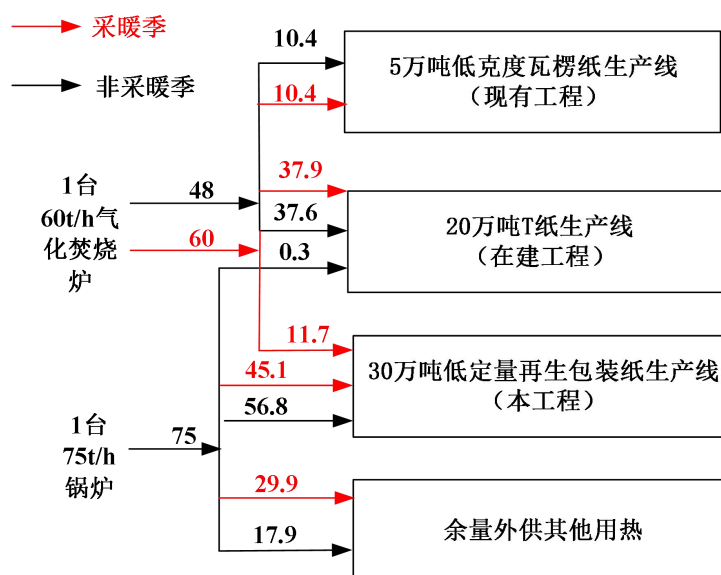 采暖季
非采暖季
10.4
10.4
5万吨低克度瓦楞纸生产线
（现有工程）
1台
60t/h气
化焚烧
炉
48
60
37.9
37.6
0.3
20万吨T纸生产线
（在建工程）
11.7
45.1
56.8
30万吨低定量再生包装纸生产线
（本工程）
1台
75t/h
锅炉
75
29.9
17.9
余量外供其他用热